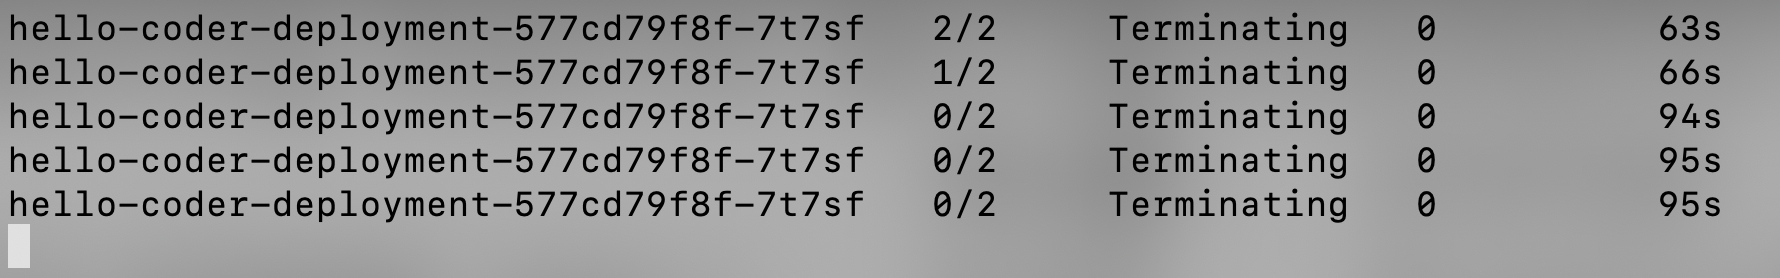 hello-coder-deployment-577cd79f8f-7t7sf 2/2 Terminating 0 63s
hello-coder-deployment-577cd79f8f-7t7sf 1/2 Terminating 0 66s
hello-coder-deployment-577cd79f8f-7t7sf 0/2 Terminating 0 94s
hello-coder-deployment-577cd79f8f-7t7sf 0/2 Terminating 0 95s
hello-coder-deployment-577cd79f8f-7t7sf 0/2 Terminating 0 95s